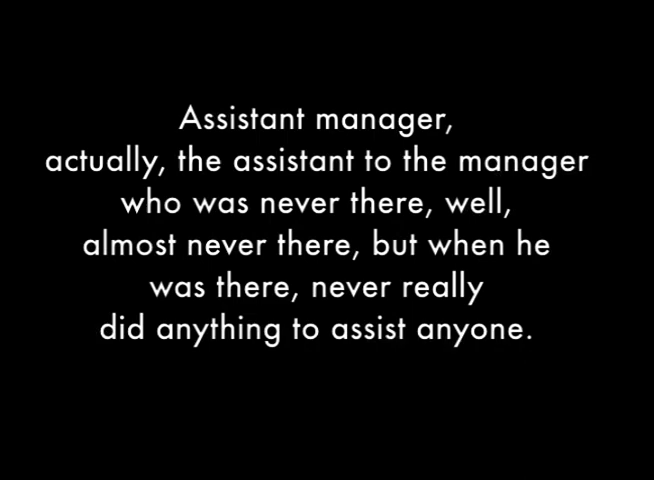 Assistant manager,
actually, the assistant to the manager
who was never there, well,
almost never there, but when he
was there, never really
did anything to assist anyone.